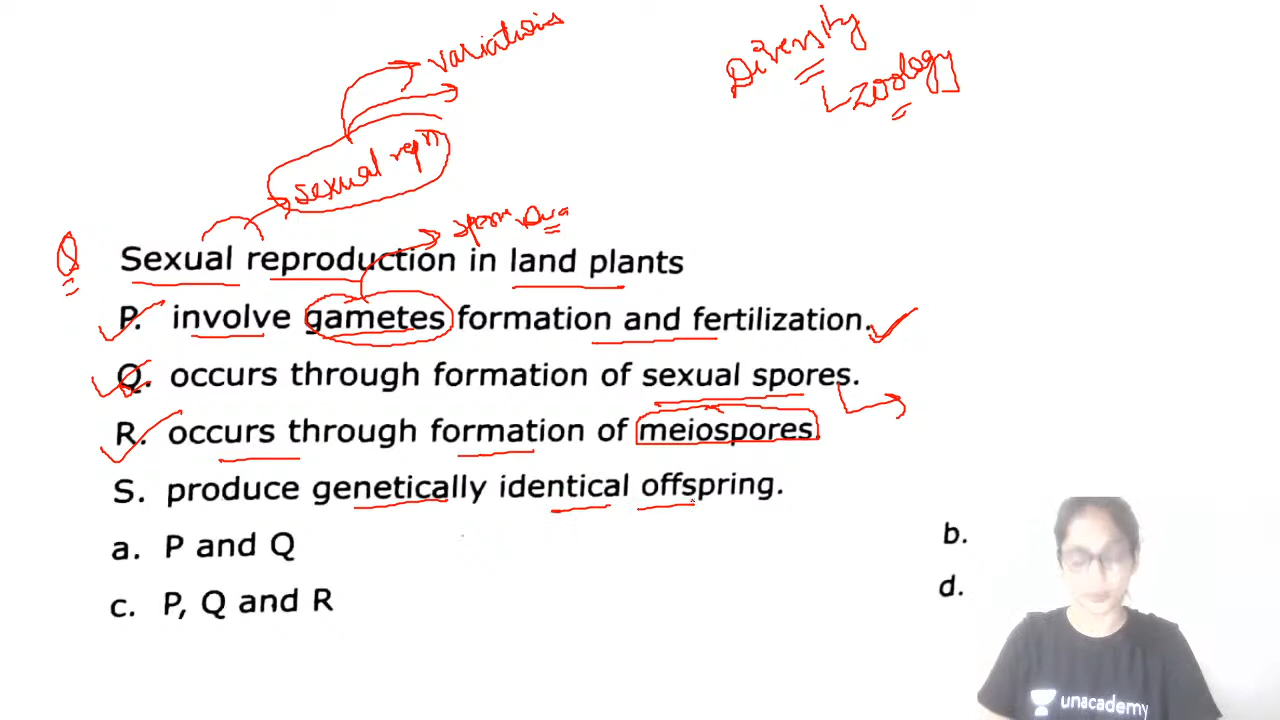 variations
Diversity
Zoology
sexual repn
sperm
Q
Sexual reproduction in land plants
P. involve gametes formation and fertilization.
Q. occurs through formation of sexual spores.
R. occurs through formation of meiospores.
S. produce genetically identical offspring.
a. P and Q
b.
c. P, Q and R
d.
unacademy